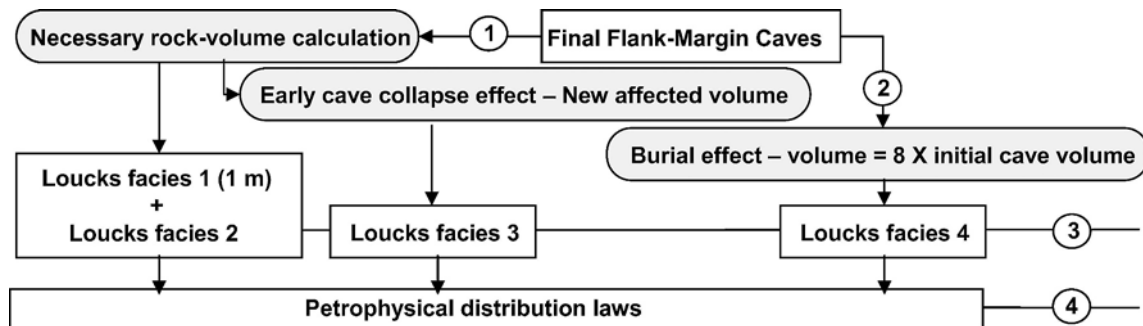 Necessary rock-volume calculation
1
Final Flank-Margin Caves
2
Early cave collapse effect – New affected volume
Burial effect – volume = 8 X initial cave volume
Loucks facies 1 (1 m)
+
Loucks facies 2
Loucks facies 3
Loucks facies 4
3
Petrophysical distribution laws
4